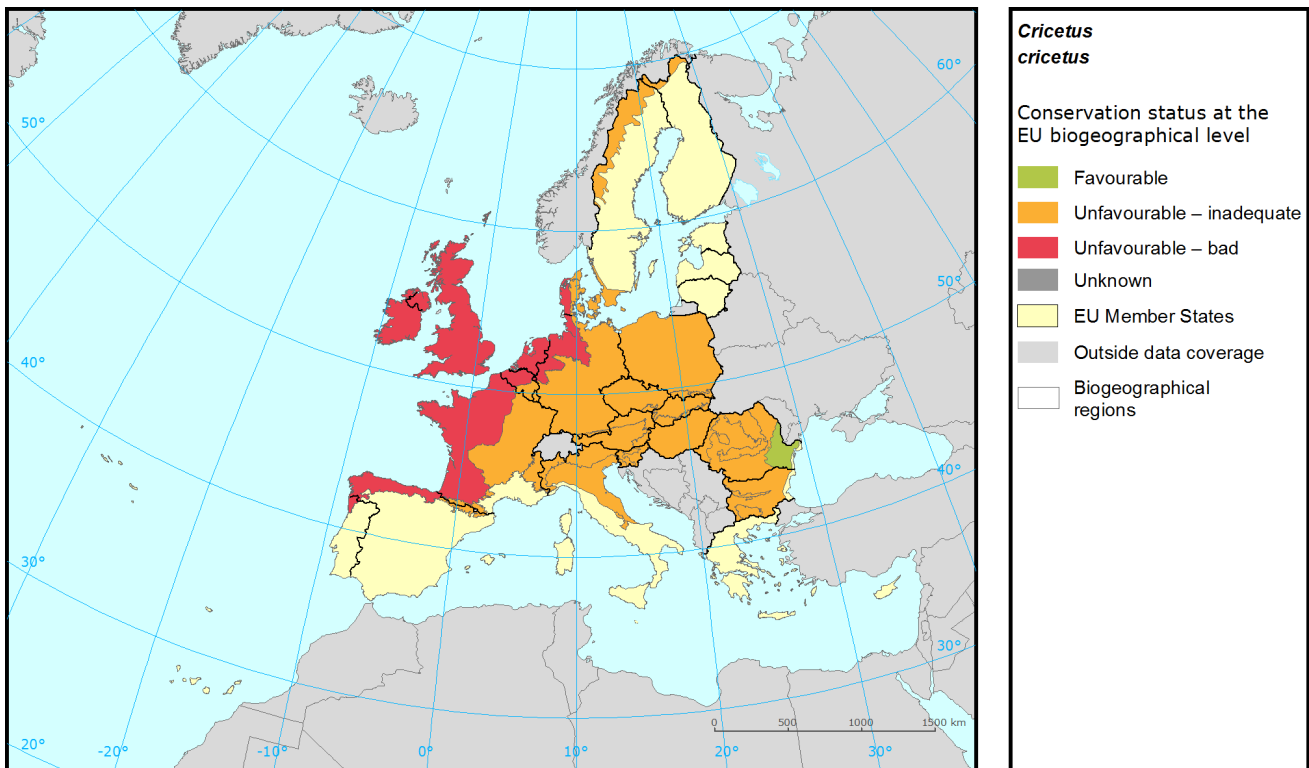 Cricetus
cricetus
Conservation status at the
EU biogeographical level
Favourable
Unfavourable – inadequate
Unfavourable – bad
Unknown
EU Member States
Outside data coverage
Biogeographical
regions
60°
50°
50°
40°
40°
30°
30°
20°
-20°
-10°
0°
10°
20°
30°
0 500 1000 1500 km